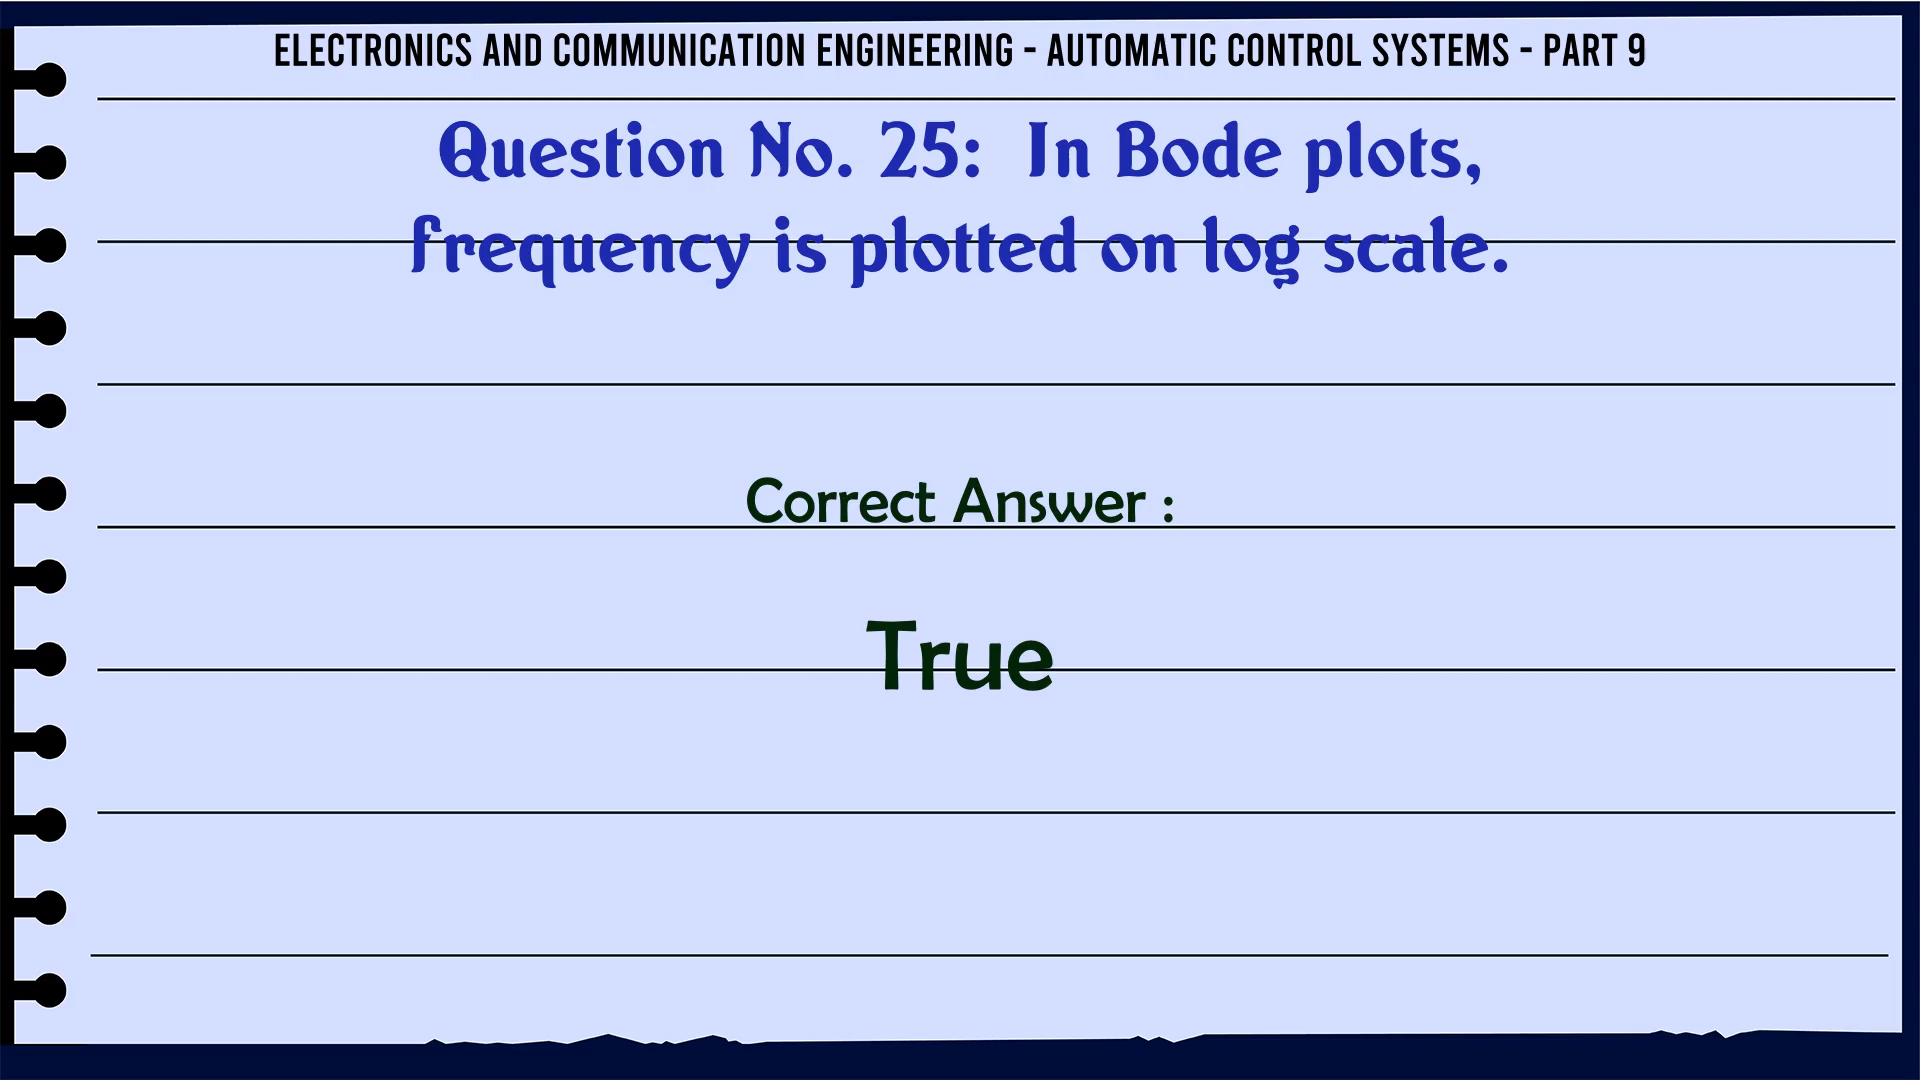 ELECTRONICS AND COMMUNICATION ENGINEERING - AUTOMATIC CONTROL SYSTEMS - PART 9
Question No. 25: In Bode plots,
frequency is plotted on log scale.
Correct Answer :
True